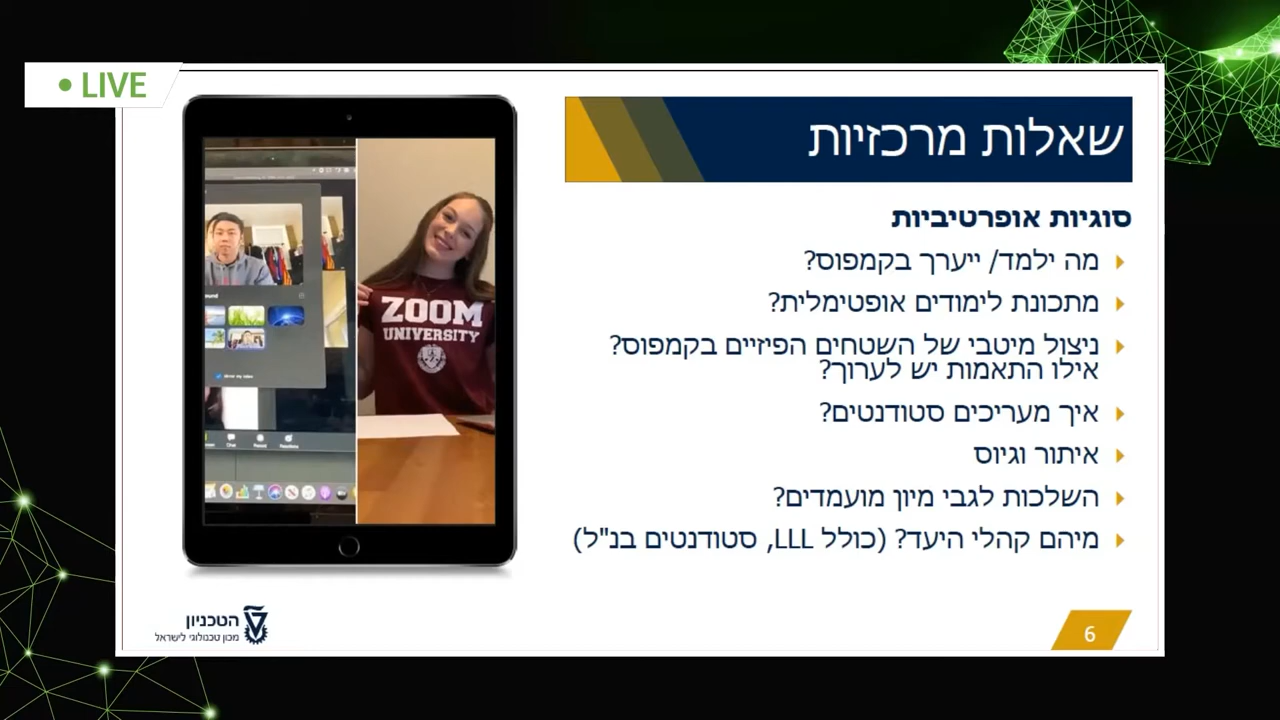 LIVE
שאלות מרכזיות
סוגיות אופרטיביות
מה ילמד/ ייערך בקמפוס?
מתכונת לימודים אופטימלית?
ניצול מיטבי של השטחים הפיזיים בקמפוס?
אילו התאמות יש לערוך?
איך מעריכים סטודנטים?
איתור וגיוס
השלכות לגבי מיון מועמדים?
מיהם קהלי היעד? (כולל LLL, סטודנטים בנ"ל)
ZOOM
UNIVERSITY
הטכניון
מכון טכנולוגי לישראל
6